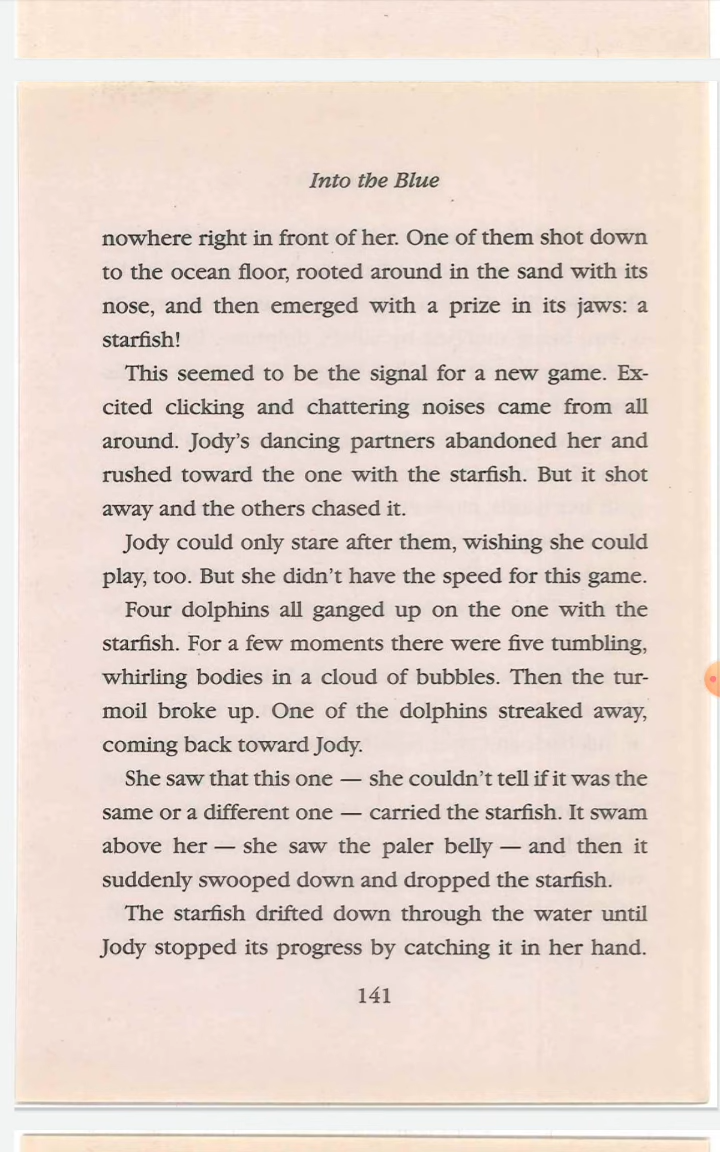 Into the Blue
nowhere right in front of her. One of them shot down
to the ocean floor, rooted around in the sand with its
nose, and then emerged with a prize in its jaws: a
starfish!
This seemed to be the signal for a new game. Ex-
cited clicking and chattering noises came from all
around. Jody's dancing partners abandoned her and
rushed toward the one with the starfish. But it shot
away and the others chased it.
Jody could only stare after them, wishing she could
play, too. But she didn't have the speed for this game.
Four dolphins all ganged up on the one with the
starfish. For a few moments there were five tumbling,
whirling bodies in a cloud of bubbles. Then the tur-
moil broke up. One of the dolphins streaked away,
coming back toward Jody.
She saw that this one — she couldn't tell if it was the
same or a different one — carried the starfish. It swam
above her — she saw the paler belly — and then it
suddenly swooped down and dropped the starfish.
The starfish drifted down through the water until
Jody stopped its progress by catching it in her hand.
141